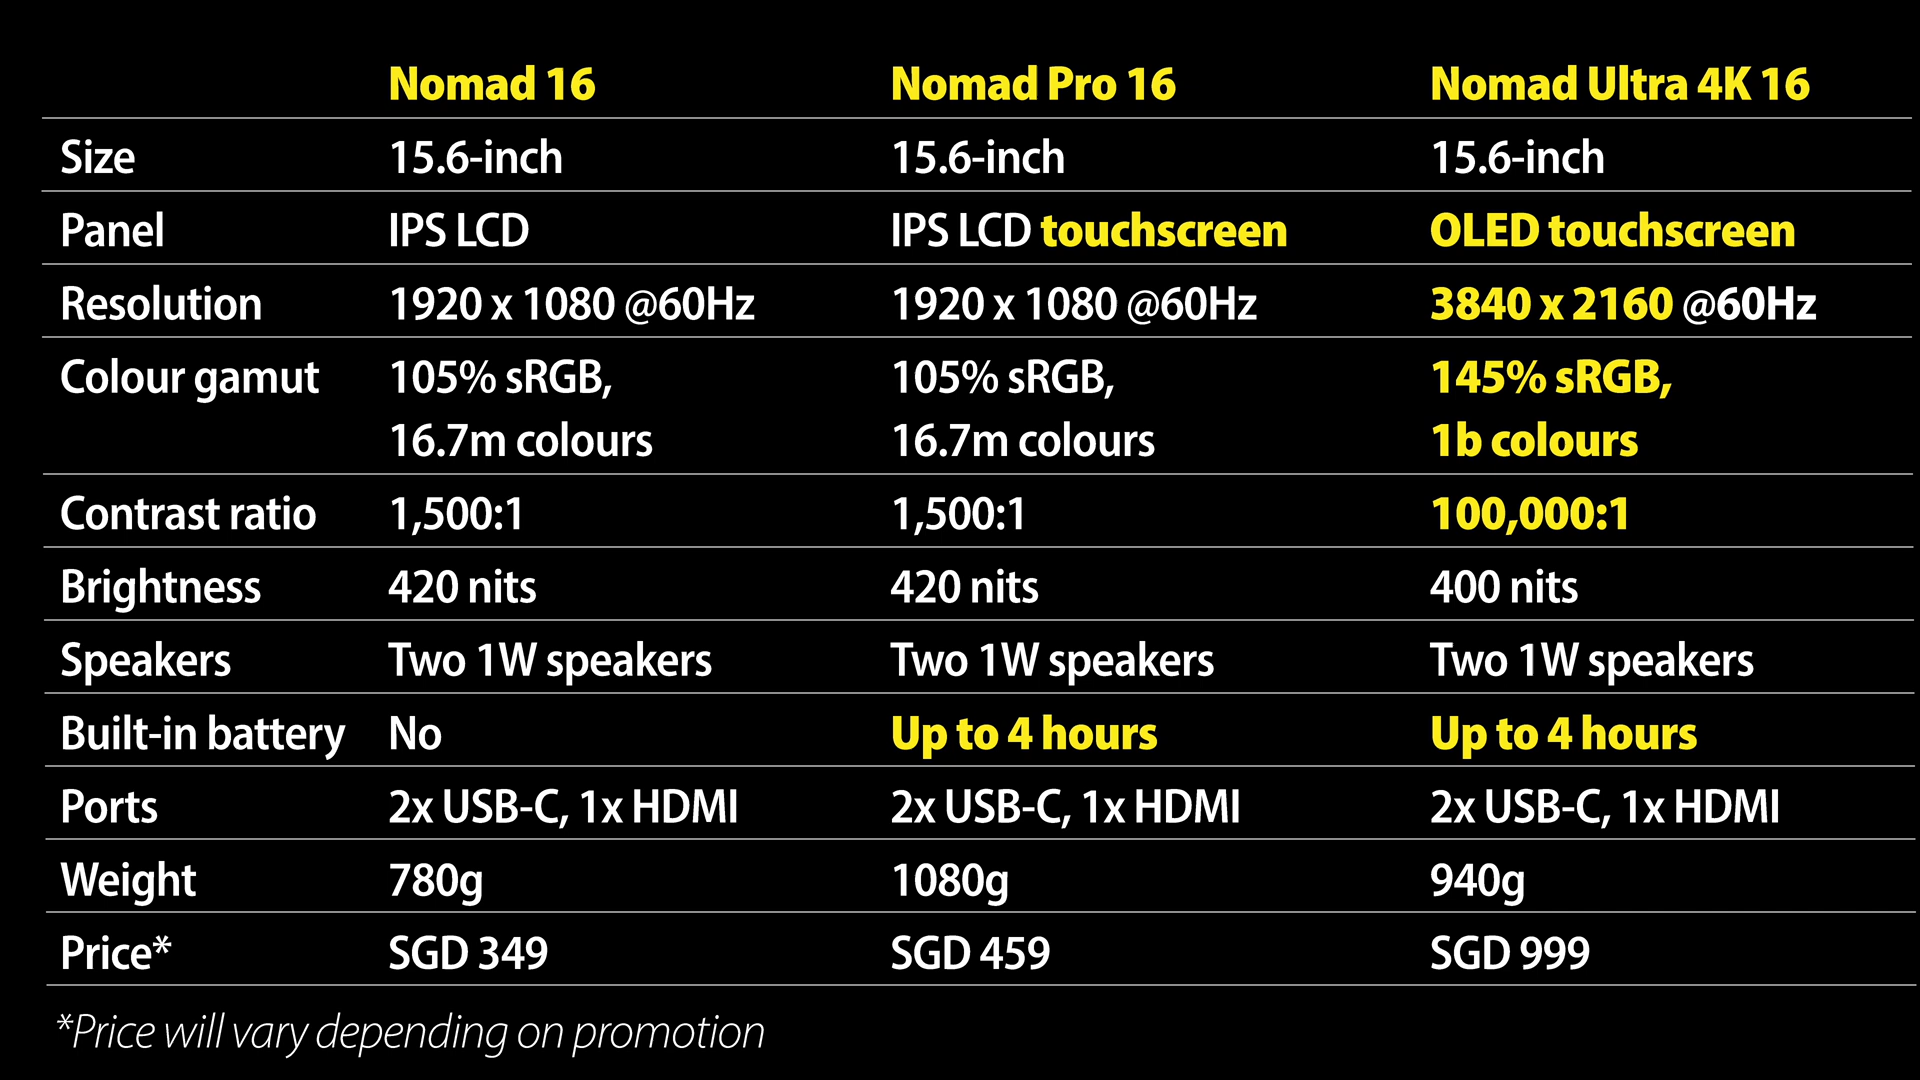 Nomad 16 Nomad Pro 16 Nomad Ultra 4K 16
Size 15.6-inch 15.6-inch 15.6-inch
Panel IPS LCD IPS LCD touchscreen OLED touchscreen
Resolution 1920 x 1080 @60Hz 1920 x 1080 @60Hz 3840 x 2160 @60Hz
Colour gamut 105% sRGB, 105% sRGB, 145% sRGB,
16.7m colours 16.7m colours 1b colours
Contrast ratio 1,500:1 1,500:1 100,000:1
Brightness 420 nits 420 nits 400 nits
Speakers Two 1W speakers Two 1W speakers Two 1W speakers
Built-in battery No Up to 4 hours Up to 4 hours
Ports 2x USB-C, 1x HDMI 2x USB-C, 1x HDMI 2x USB-C, 1x HDMI
Weight 780g 1080g 940g
Price* SGD 349 SGD 459 SGD 999
*Price will vary depending on promotion